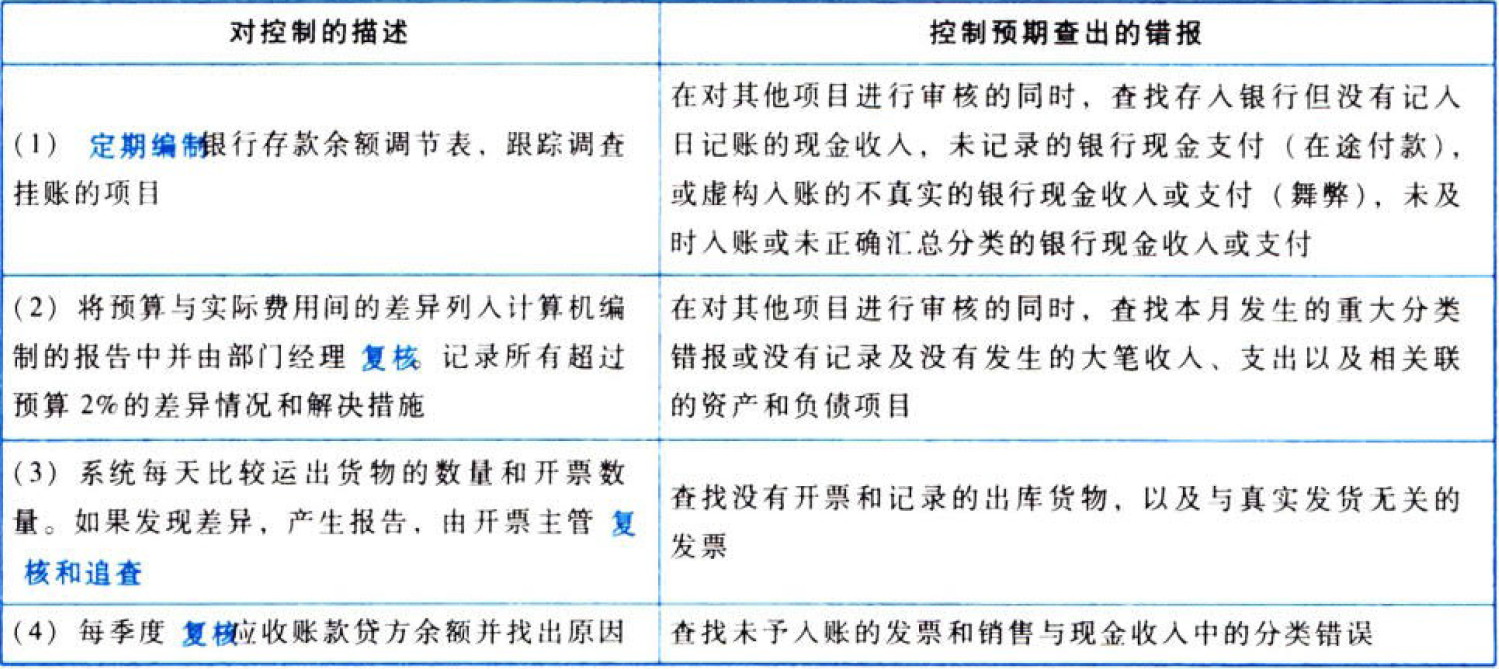 对控制的描述
控制预期查出的错报
(1) 定期编制银行存款余额调节表，跟踪调查
挂账的项目
在对其他项目进行审核的同时，查找存入银行但没有记入
日记账的现金收入，未记录的银行现金支付（在途付款），
或虚构入账的不真实的银行现金收入或支付（舞弊），未及
时入账或未正确汇总分类的银行现金收入或支付
(2) 将预算与实际费用间的差异列入计算机编
制的报告中并由部门经理 复核。记录所有超过
预算 2%的差异情况和解决措施
在对其他项目进行审核的同时，查找本月发生的重大分类
错报或没有记录及没有发生的大笔收入、支出以及相关联
的资产和负债项目
(3) 系统每天比较运出货物的数量和开票数
量。如果发现差异，产生报告，由开票主管 复
核和追查
查找没有开票和记录的出库货物，以及与真实发货无关的
发票
(4) 每季度 复核应收账款贷方余额并找出原因
查找未予入账的发票和销售与现金收入中的分类错误